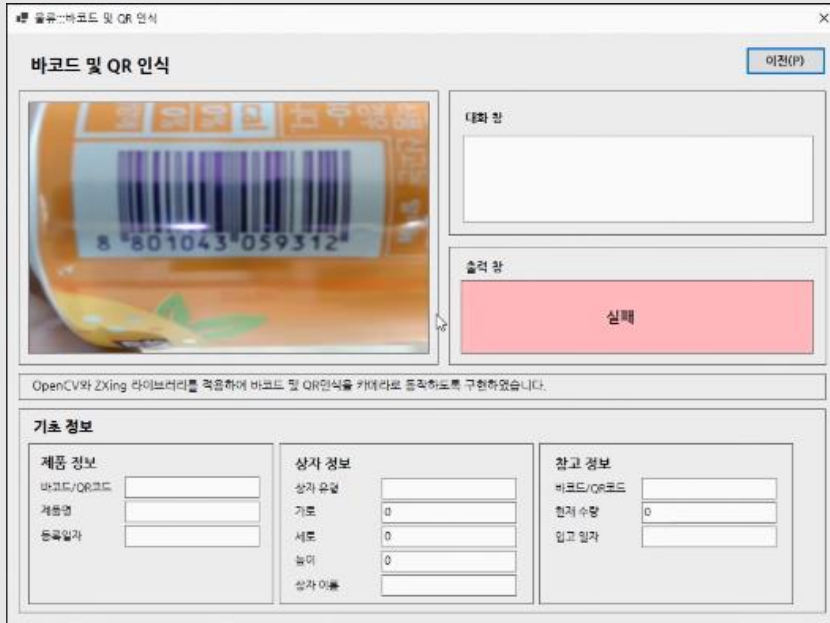 물류:::바코드 및 QR 인식
바코드 및 QR 인식
이전(P)
8 801043 059312
대화 창
출력 창
실패
OpenCV와 ZXing 라이브러리를 적용하여 바코드 및 QR인식을 카메라로 동작하도록 구현하였습니다.
기초 정보
제품 정보
바코드/QR코드
제품명
등록일자
상자 정보
상자 유형
가로
0
세로
0
높이
0
상자 이름
참고 정보
바코드/QR코드
현재 수량
0
입고 일자